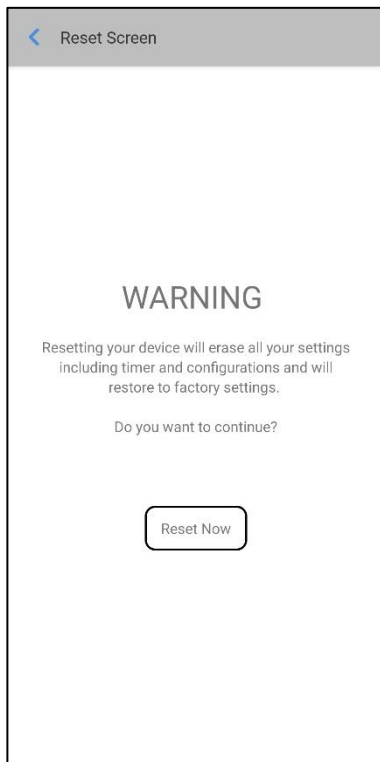 Reset Screen
WARNING
Resetting your device will erase all your settings
including timer and configurations and will
restore to factory settings.
Do you want to continue?
Reset Now